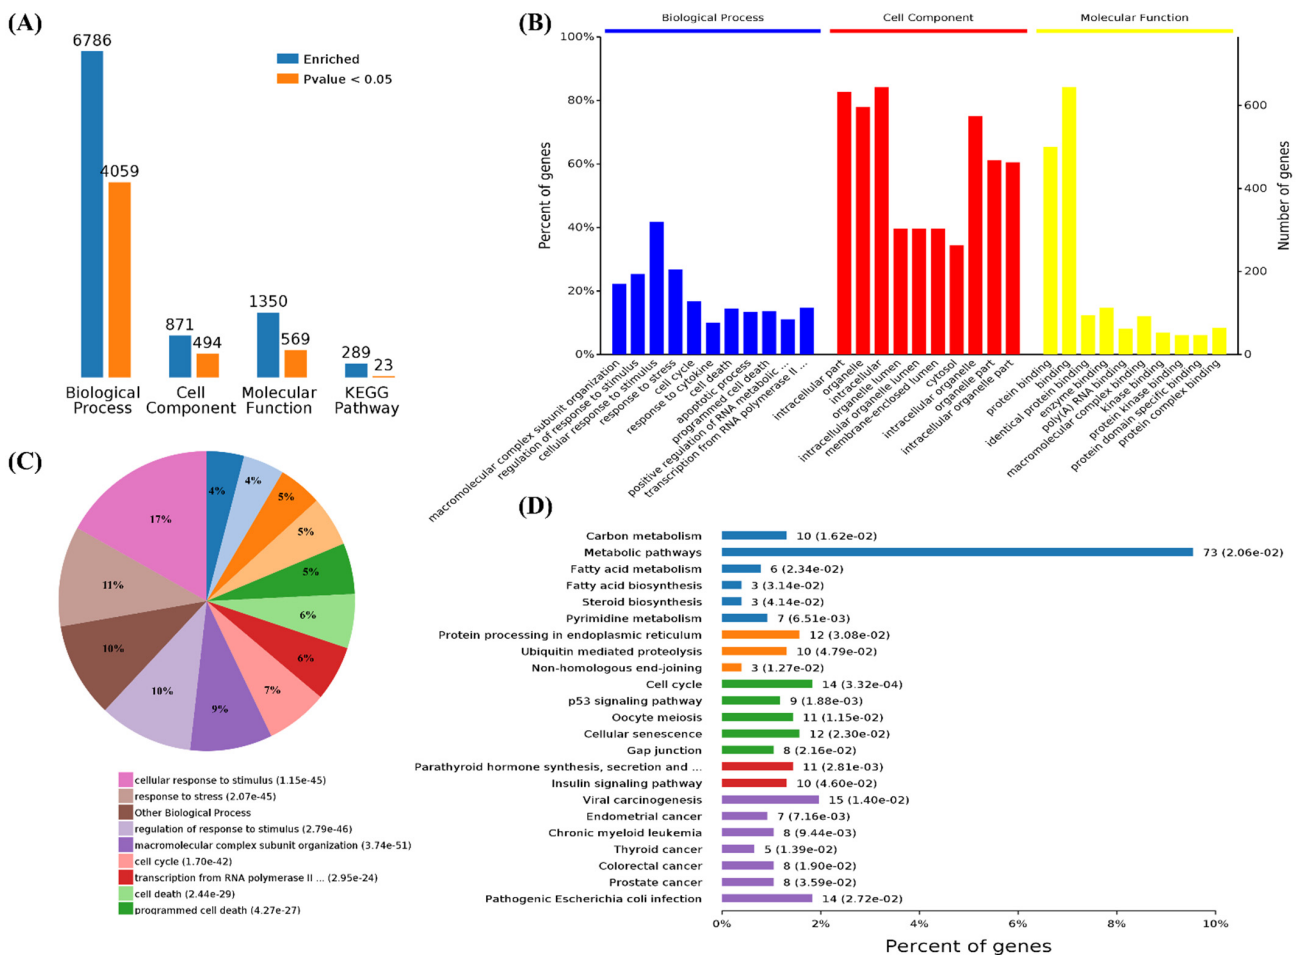 (A)
6786
4059
871
494
1350
569
289
23
Enriched
Pvalue < 0.05
Biological
Process
Cell
Component
Molecular
Function
KEGG
Pathway
(B)
Biological Process
Cell Component
Molecular Function
100%
80%
60%
40%
20%
0%
Percent of genes
600
400
200
0
Number of genes
macromolecular complex subunit organization
regulation of response to stimulus
cellular response to stimulus
response to stress
cell cycle
response to cytokine
cell death
apoptotic process
programmed cell death
positive regulation of RNA metabolic ...
transcription from RNA polymerase II ...
intracellular part
organelle
intracellular
organelle lumen
intracellular organelle lumen
membrane-enclosed lumen
cytosol
intracellular organelle
organelle part
intracellular organelle part
protein binding
binding
identical protein binding
enzyme binding
poly(A) RNA binding
macromolecular complex binding
kinase binding
protein kinase binding
protein domain specific binding
protein complex binding
(C)
4%
4%
5%
5%
5%
6%
6%
7%
9%
10%
10%
11%
17%
cellular response to stimulus (1.15e-45)
response to stress (2.07e-45)
Other Biological Process
regulation of response to stimulus (2.79e-46)
macromolecular complex subunit organization (3.74e-51)
cell cycle (1.70e-42)
transcription from RNA polymerase II ... (2.95e-24)
cell death (2.44e-29)
programmed cell death (4.27e-27)
(D)
Carbon metabolism 10 (1.62e-02)
Metabolic pathways 73 (2.06e-02)
Fatty acid metabolism 6 (2.34e-02)
Fatty acid biosynthesis 3 (3.14e-02)
Steroid biosynthesis 3 (4.14e-02)
Pyrimidine metabolism 7 (6.51e-03)
Protein processing in endoplasmic reticulum 12 (3.08e-02)
Ubiquitin mediated proteolysis 10 (4.79e-02)
Non-homologous end-joining 3 (1.27e-02)
Cell cycle 14 (3.32e-04)
p53 signaling pathway 9 (1.88e-03)
Oocyte meiosis 11 (1.15e-02)
Cellular senescence 12 (2.30e-02)
Gap junction 8 (2.16e-02)
Parathyroid hormone synthesis, secretion and ... 11 (2.81e-03)
Insulin signaling pathway 10 (4.60e-02)
Viral carcinogenesis 15 (1.40e-02)
Endometrial cancer 7 (7.16e-03)
Chronic myeloid leukemia 8 (9.44e-03)
Thyroid cancer 5 (1.39e-02)
Colorectal cancer 8 (1.90e-02)
Prostate cancer 8 (3.59e-02)
Pathogenic Escherichia coli infection 14 (2.72e-02)
0% 2% 4% 6% 8% 10%
Percent of genes